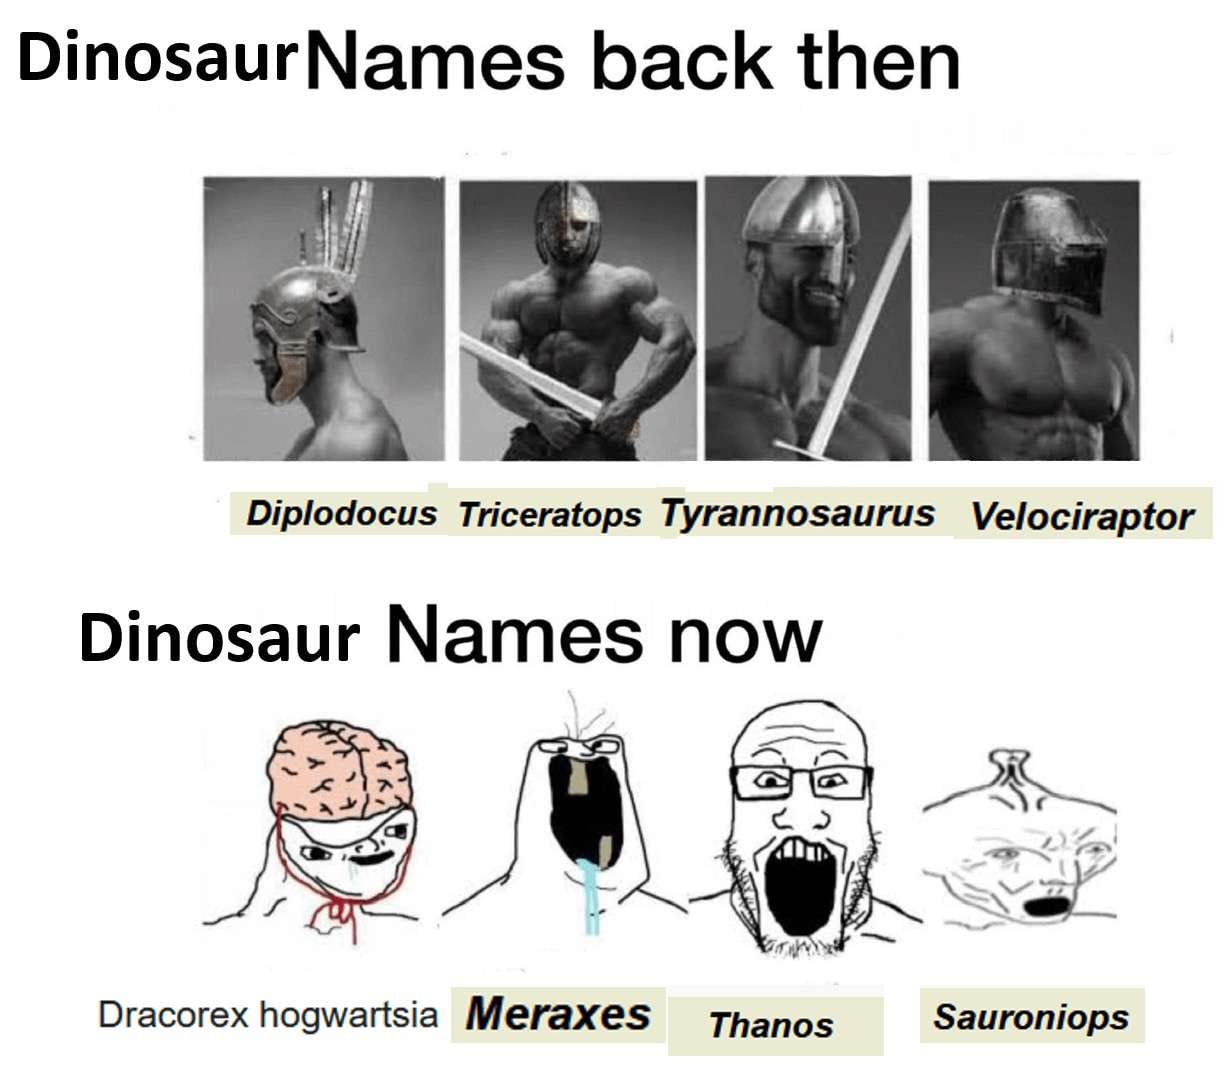 Dinosaur Names back then
Diplodocus Triceratops Tyrannosaurus Velociraptor
Dinosaur Names now
Dracorex hogwartsia Meraxes Thanos Sauroniops